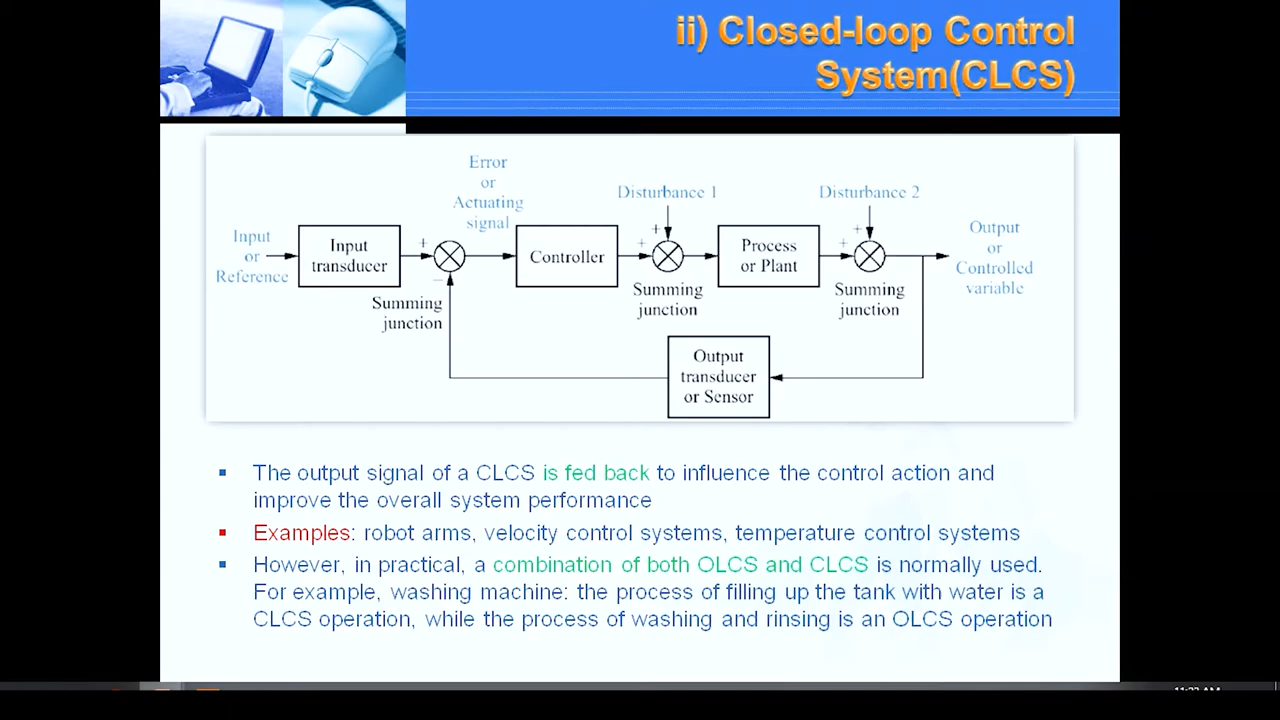 ii) Closed-loop Control
System(CLCS)
Error
or
Actuating
signal
Disturbance 1
Disturbance 2
Input
or
Reference
Input
transducer
+
−
Summing
junction
Controller
+
+
Summing
junction
Process
or Plant
+
+
Summing
junction
Output
or
Controlled
variable
Output
transducer
or Sensor
▪ The output signal of a CLCS is fed back to influence the control action and
improve the overall system performance
▪ Examples: robot arms, velocity control systems, temperature control systems
▪ However, in practical, a combination of both OLCS and CLCS is normally used.
For example, washing machine: the process of filling up the tank with water is a
CLCS operation, while the process of washing and rinsing is an OLCS operation